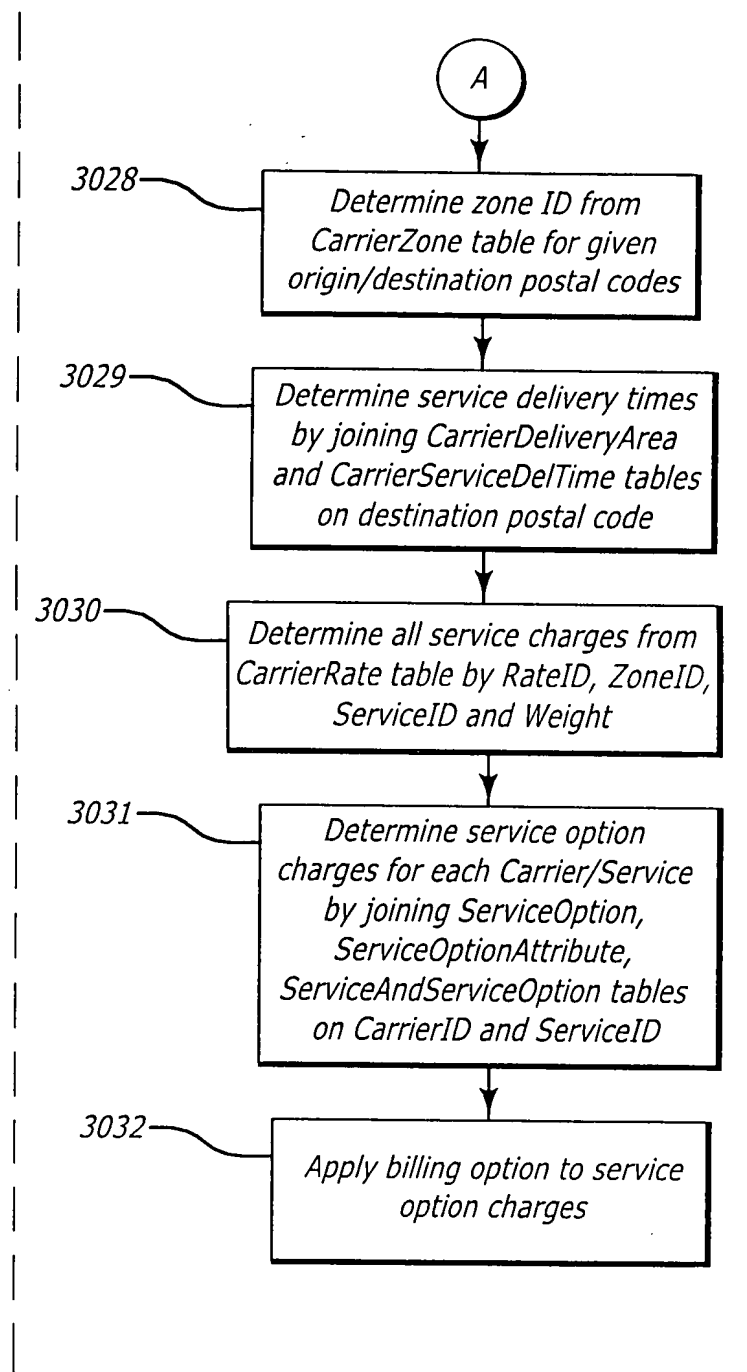 A
3028
Determine zone ID from
CarrierZone table for given
origin/destination postal codes
3029
Determine service delivery times
by joining CarrierDeliveryArea
and CarrierServiceDelTime tables
on destination postal code
3030
Determine all service charges from
CarrierRate table by RateID, ZoneID,
ServiceID and Weight
3031
Determine service option
charges for each Carrier/Service
by joining ServiceOption,
ServiceOptionAttribute,
ServiceAndServiceOption tables
on CarrierID and ServiceID
3032
Apply billing option to service
option charges